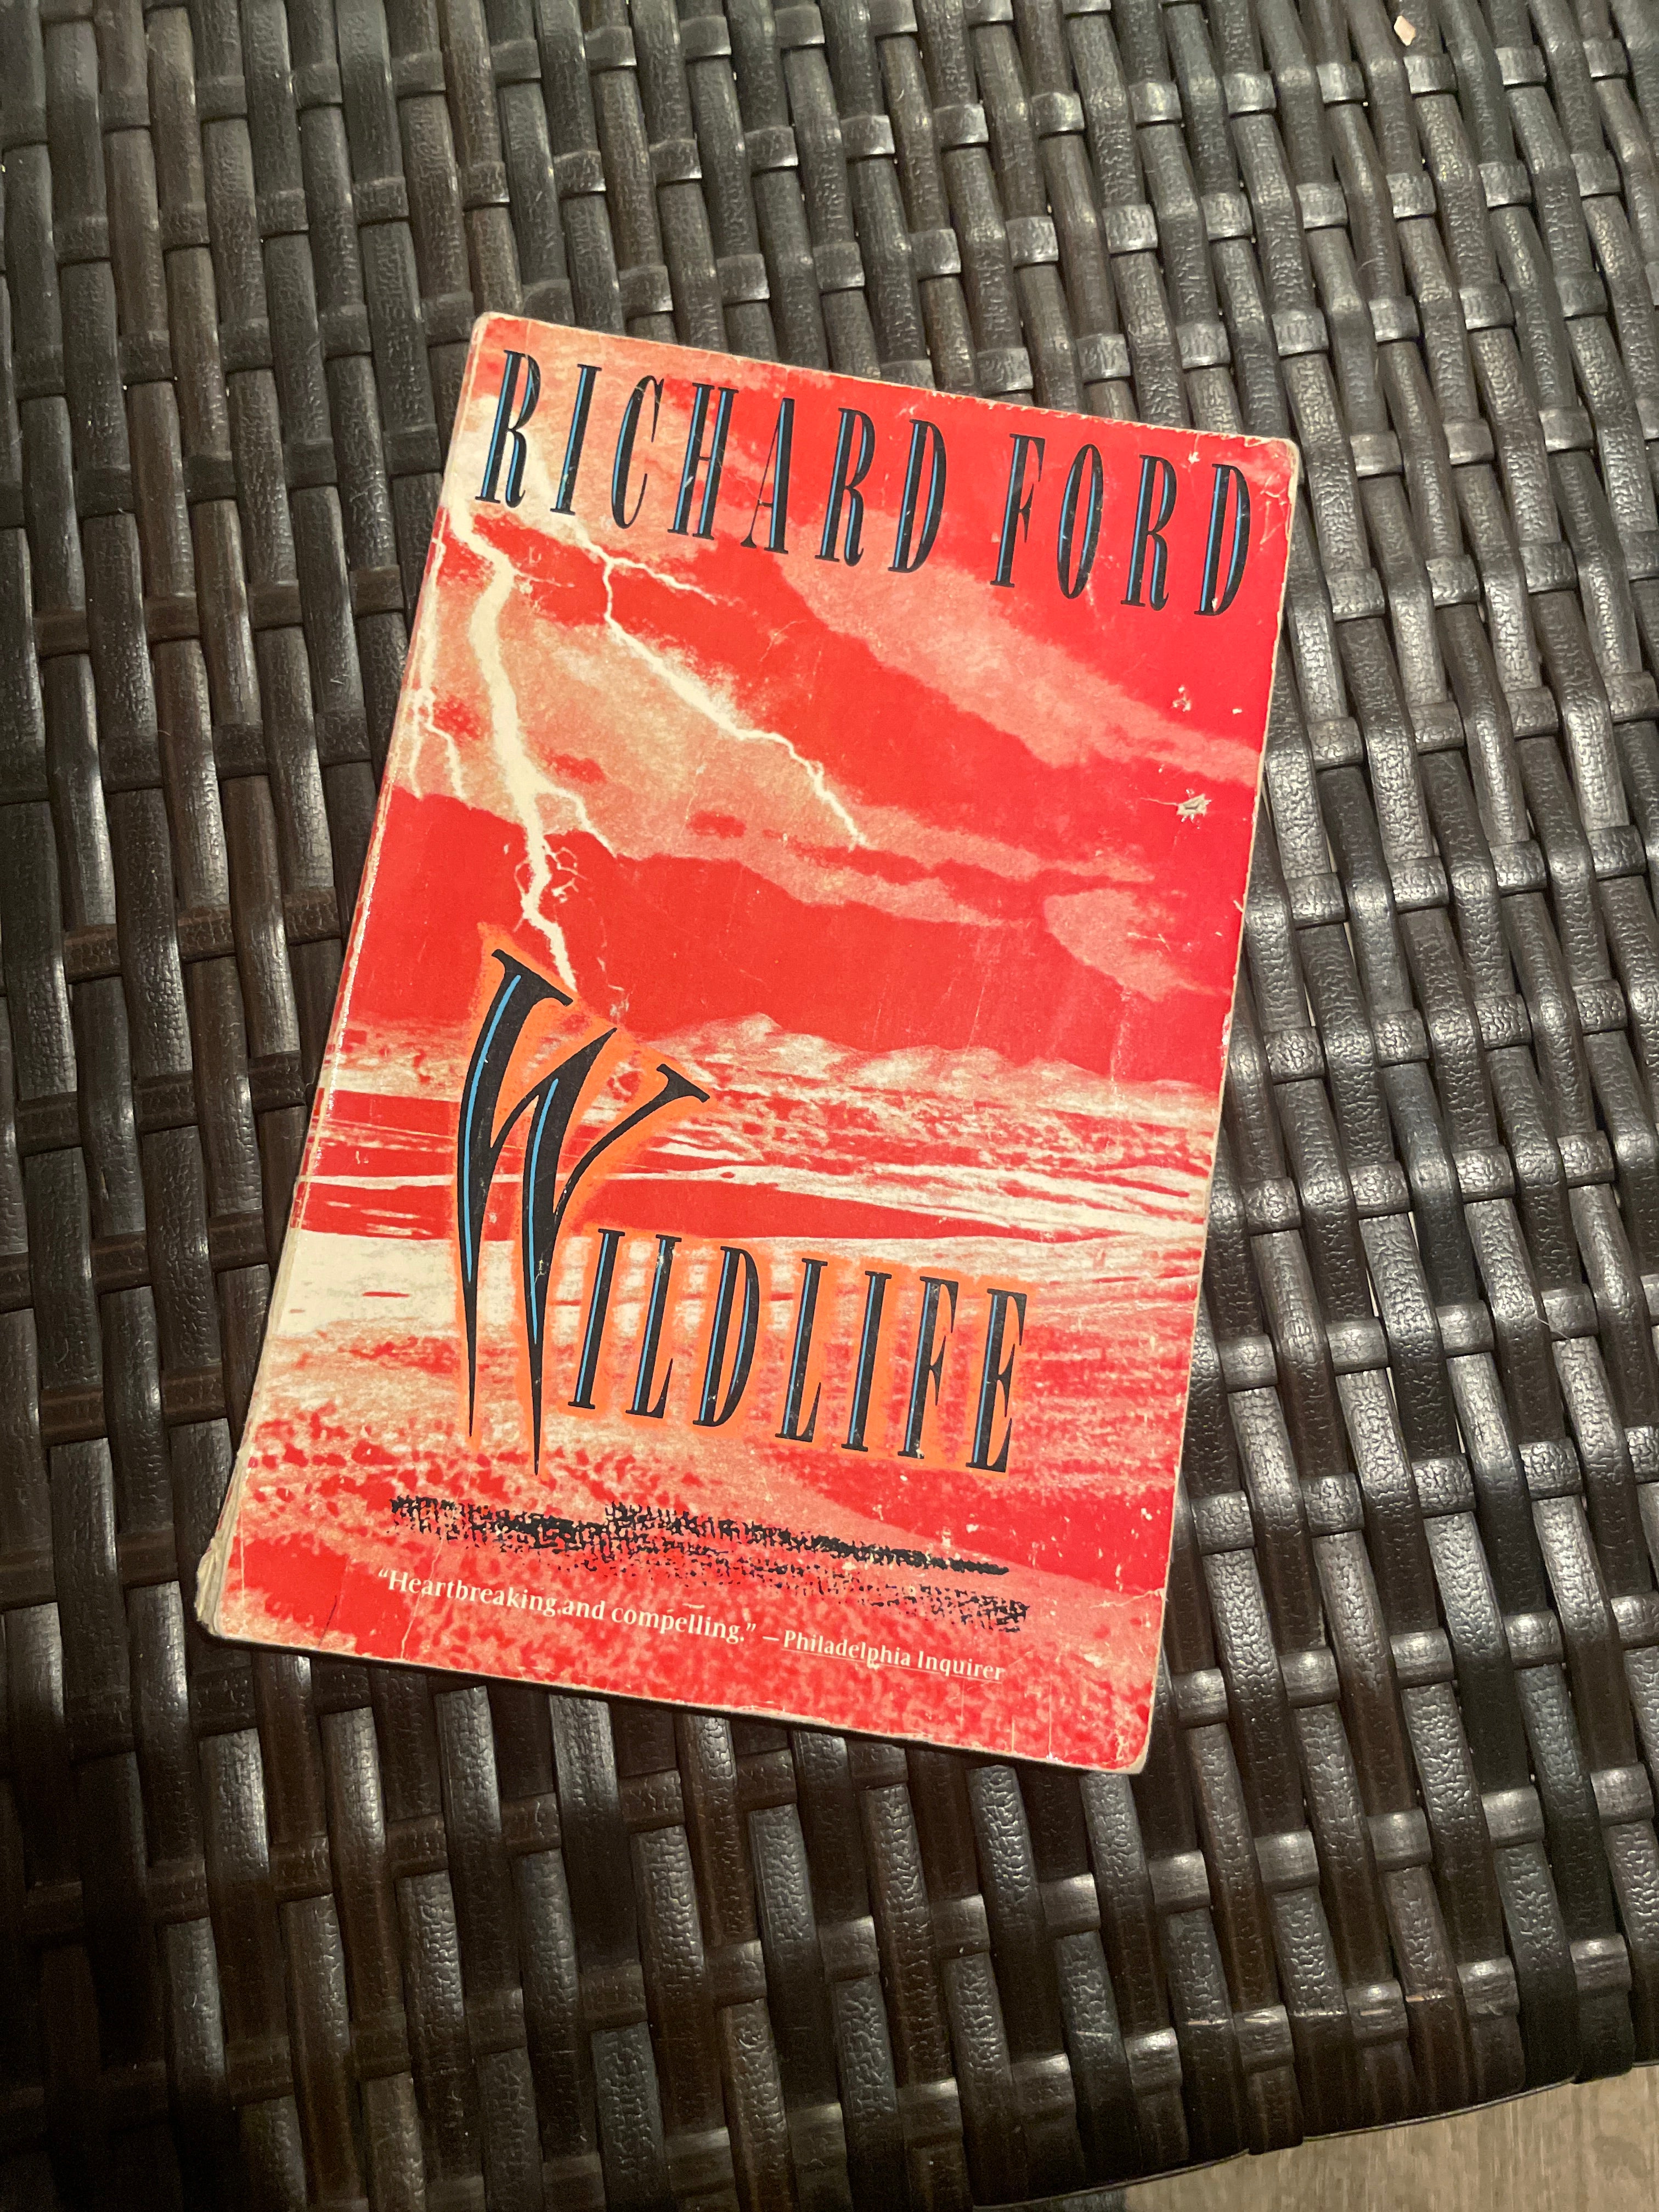 RICHARD FORD
WILDLIFE
“Heartbreaking and compelling.” — Philadelphia Inquirer